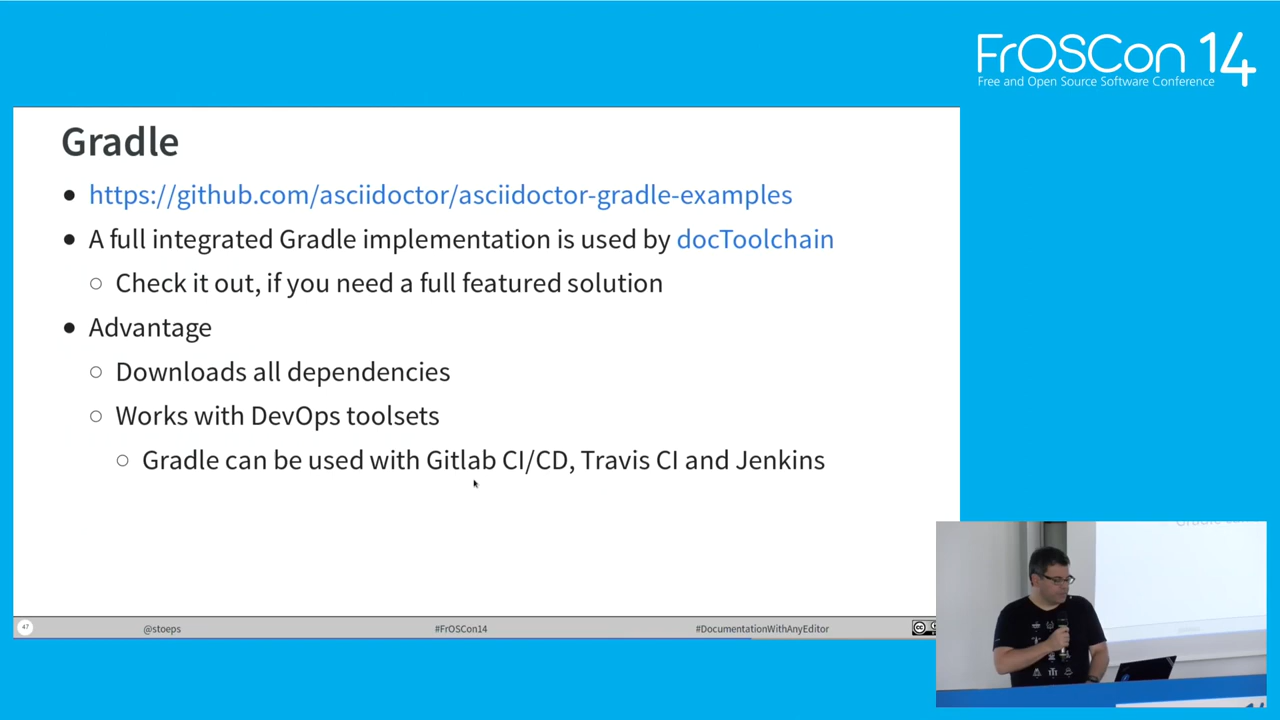 FrOSCon 14
Free and Open Source Software Conference
Gradle
https://github.com/asciidoctor/asciidoctor-gradle-examples
A full integrated Gradle implementation is used by docToolchain
Check it out, if you need a full featured solution
Advantage
Downloads all dependencies
Works with DevOps toolsets
Gradle can be used with Gitlab CI/CD, Travis CI and Jenkins
47
@stoeps
#FrOSCon14
#DocumentationWithAnyEditor
cc